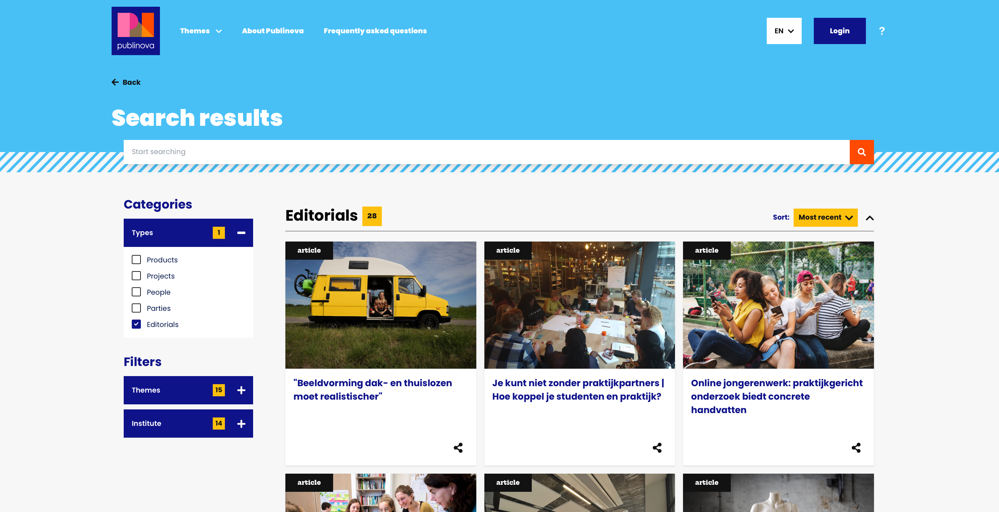 publinova
Themes
About Publinova
Frequently asked questions
EN
Login
?
Back
Search results
Start searching
Categories
Types 1
Products
Projects
People
Parties
Editorials
Filters
Themes 15
Institute 14
Editorials 28
Sort: Most recent
article
"Beeldvorming dak- en thuislozen
moet realistischer"
article
Je kunt niet zonder praktijkpartners |
Hoe koppel je studenten en praktijk?
article
Online jongerenwerk: praktijkgericht
onderzoek biedt concrete
handvatten
article
article
article